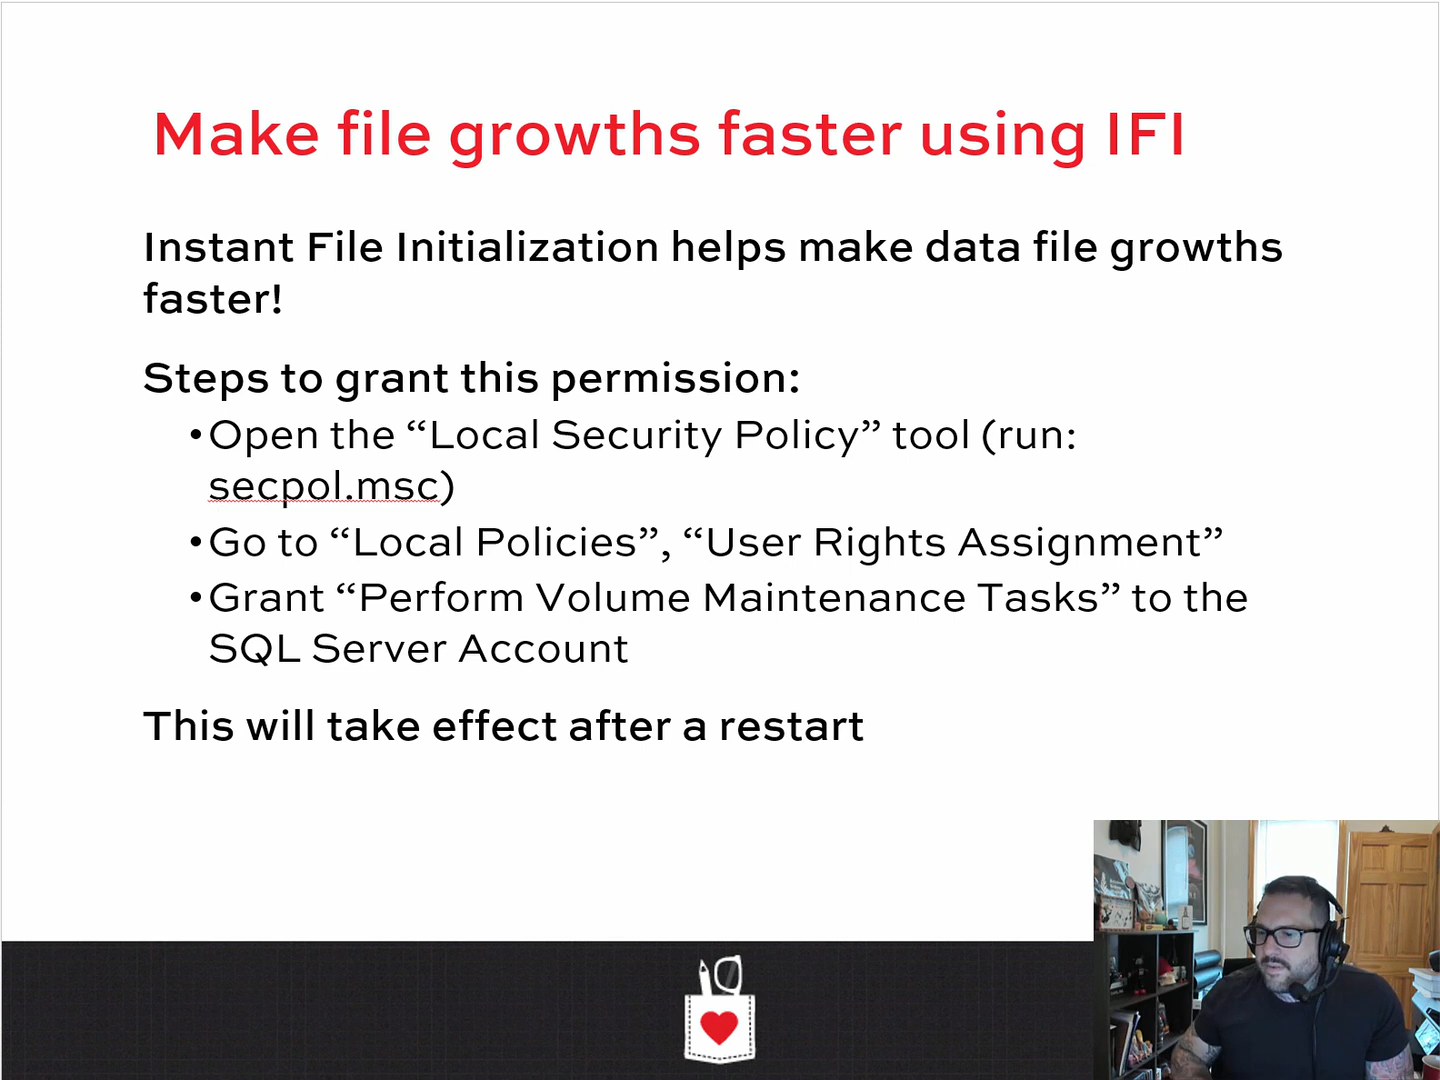 Make file growths faster using IFI
Instant File Initialization helps make data file growths
faster!
Steps to grant this permission:
•Open the “Local Security Policy” tool (run:
secpol.msc)
•Go to “Local Policies”, “User Rights Assignment”
•Grant “Perform Volume Maintenance Tasks” to the
SQL Server Account
This will take effect after a restart